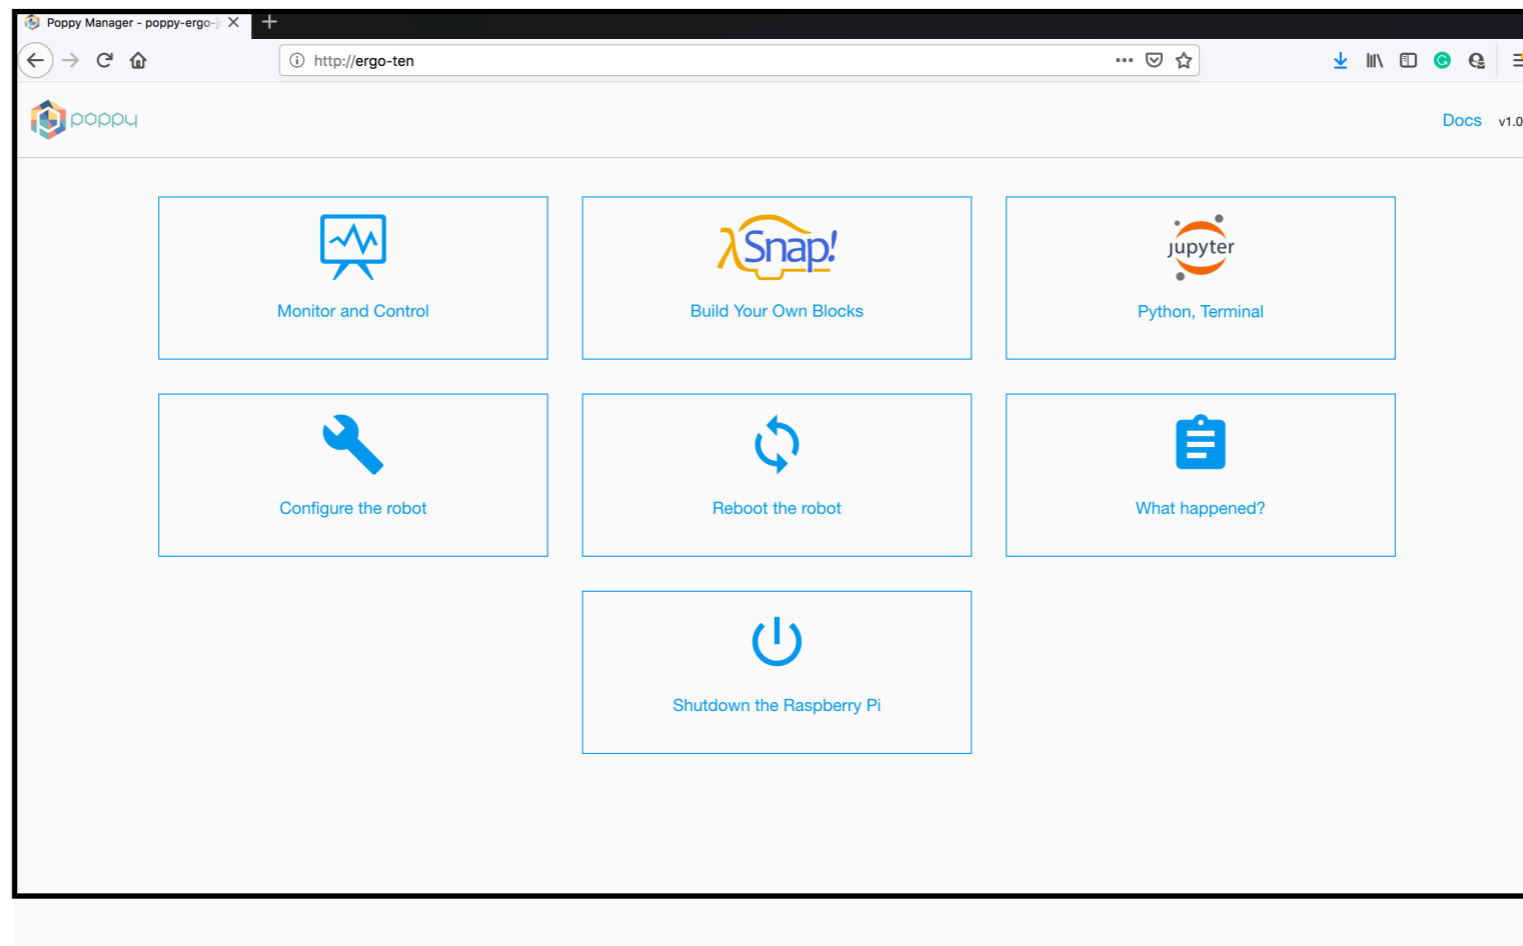 Poppy Manager - poppy-ergo-j
http://ergo-ten
poppy
Docs v1.0
λSnap!
jupyter
Monitor and Control
Build Your Own Blocks
Python, Terminal
Configure the robot
Reboot the robot
What happened?
Shutdown the Raspberry Pi